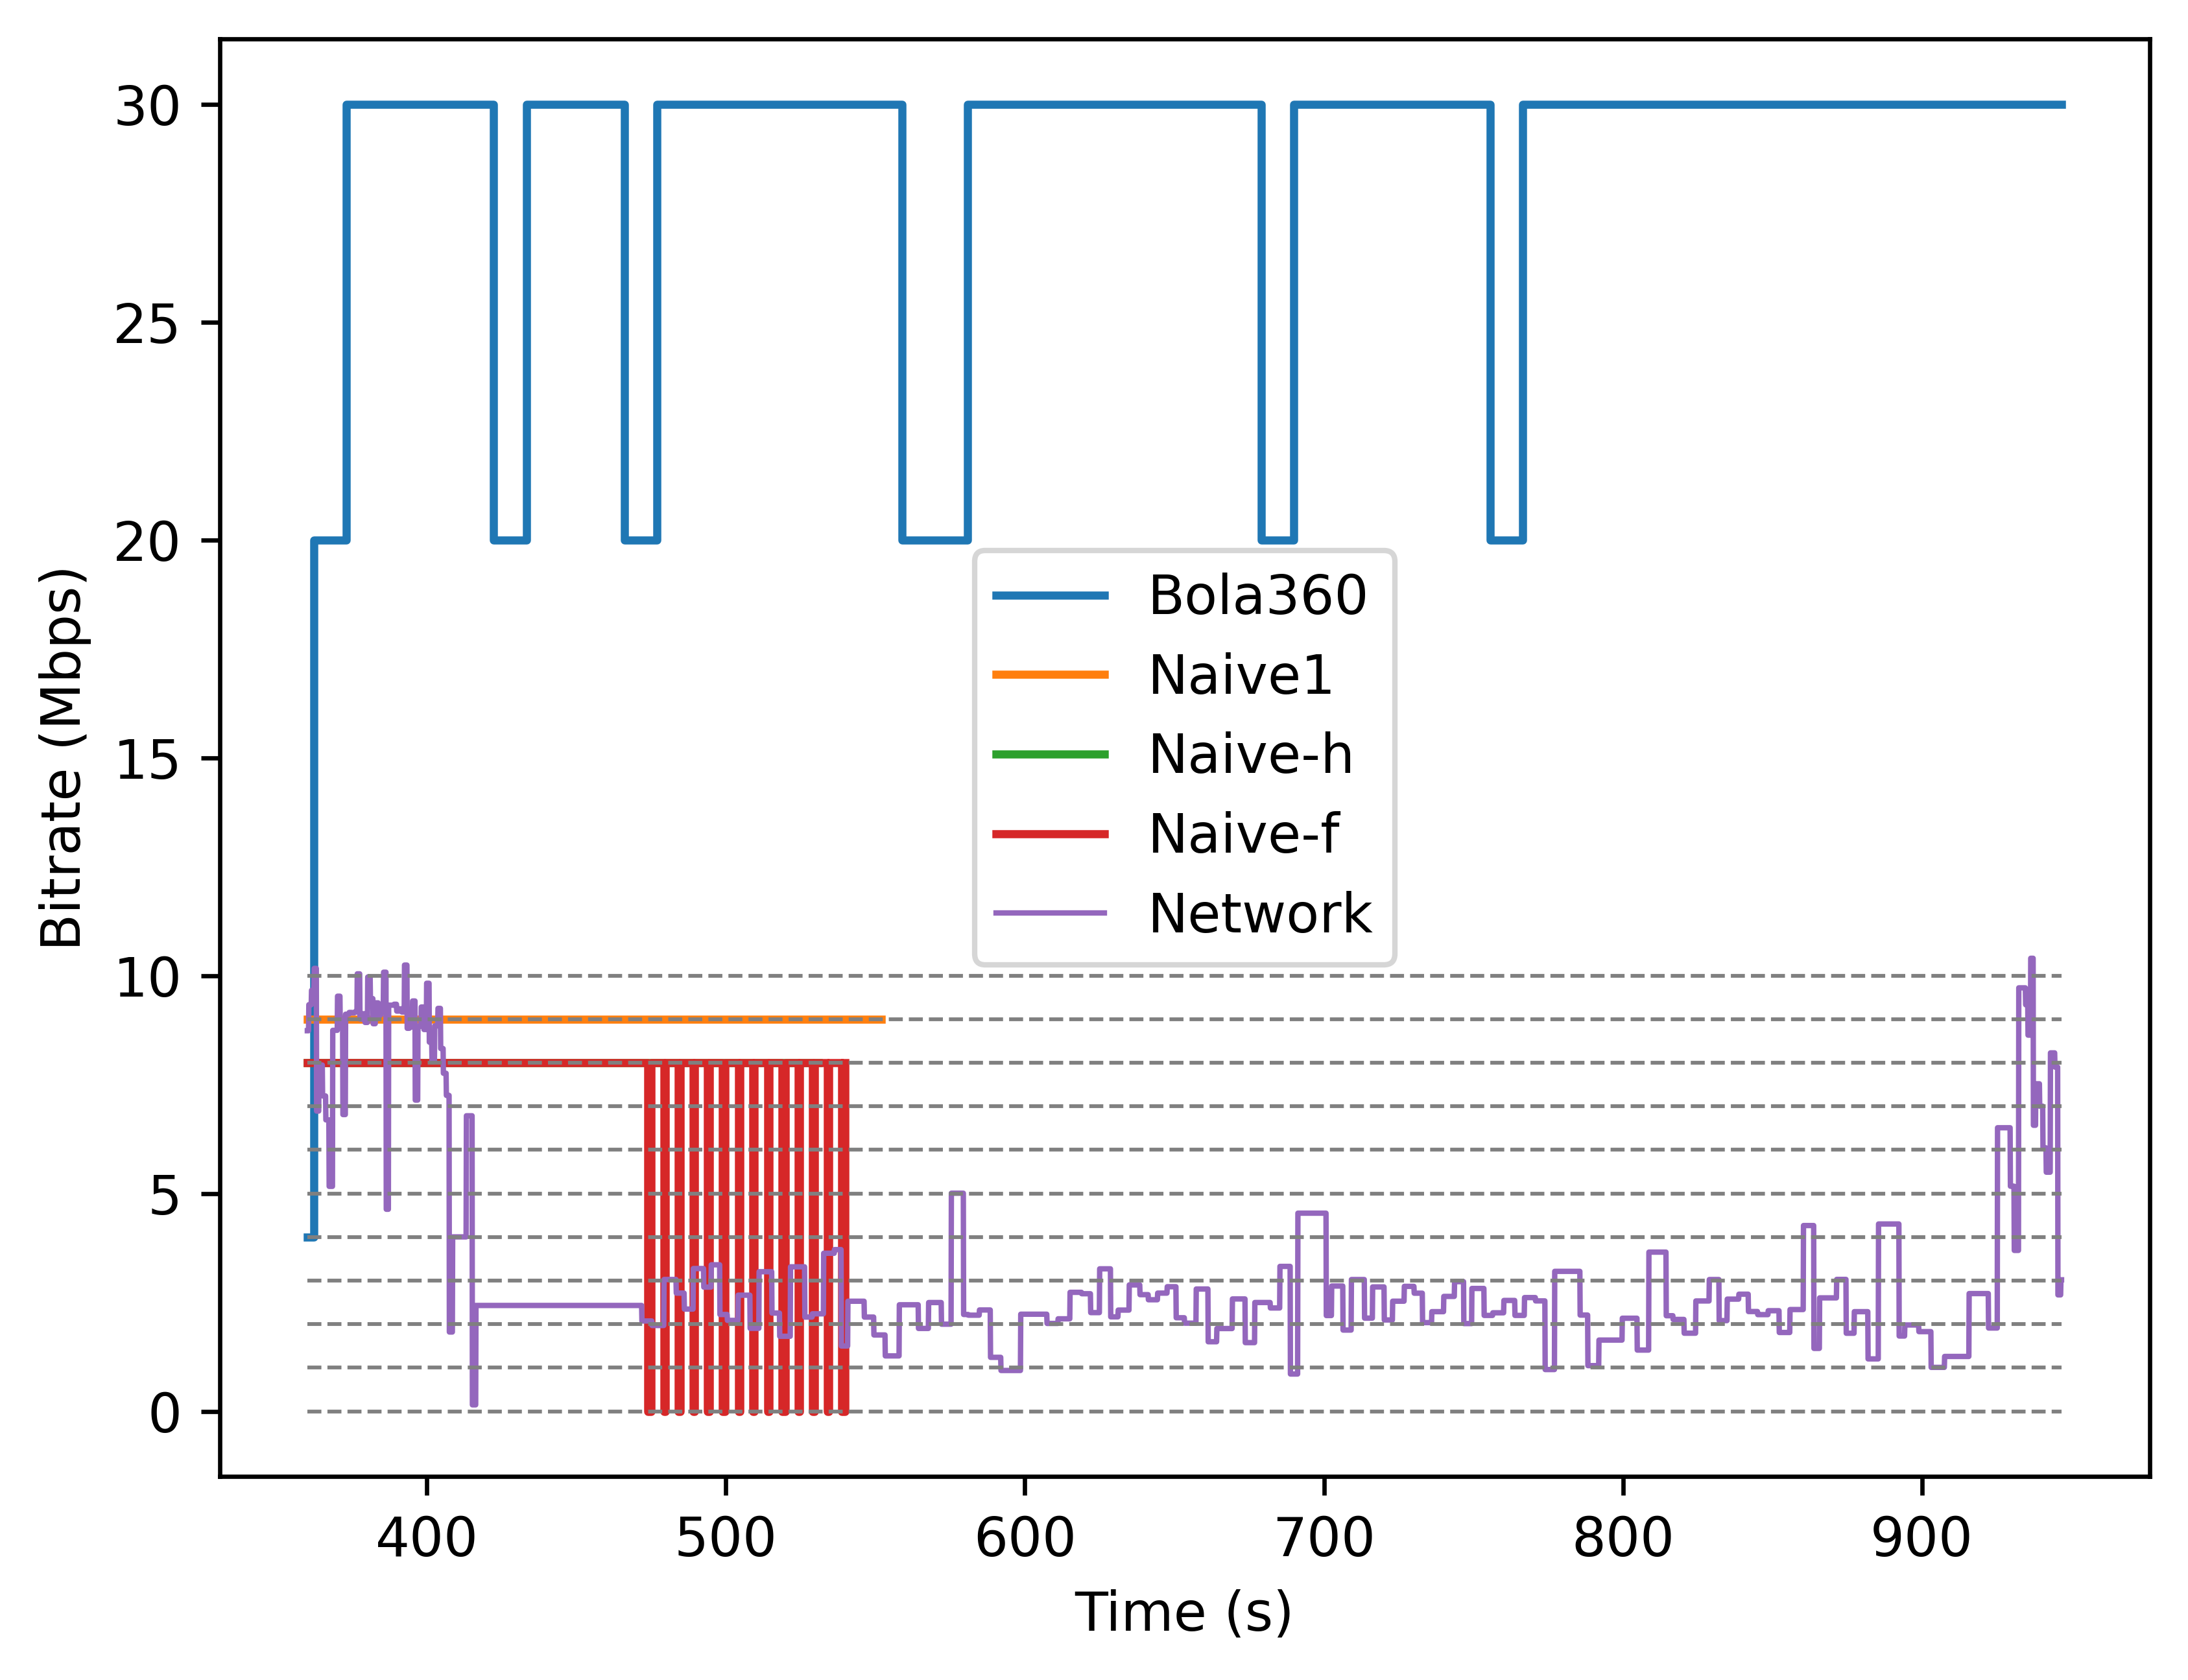 30
25
20
15
10
5
0
Bitrate (Mbps)
Bola360
Naive1
Naive-h
Naive-f
Network
400 500 600 700 800 900
Time (s)